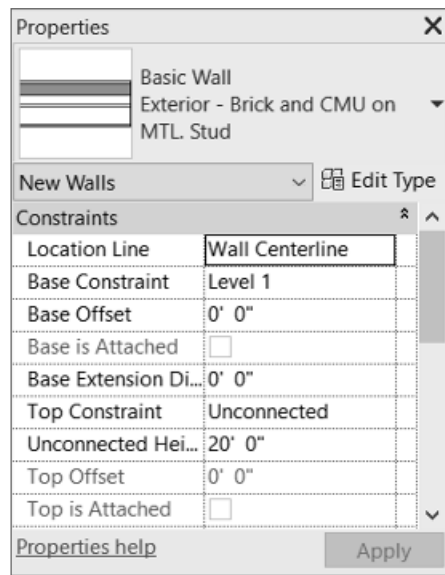 Properties
Basic Wall
Exterior - Brick and CMU on
MTL. Stud
New Walls Edit Type
Constraints
Location Line Wall Centerline
Base Constraint Level 1
Base Offset 0' 0"
Base is Attached
Base Extension Di... 0' 0"
Top Constraint Unconnected
Unconnected Hei... 20' 0"
Top Offset 0' 0"
Top is Attached
Properties help Apply